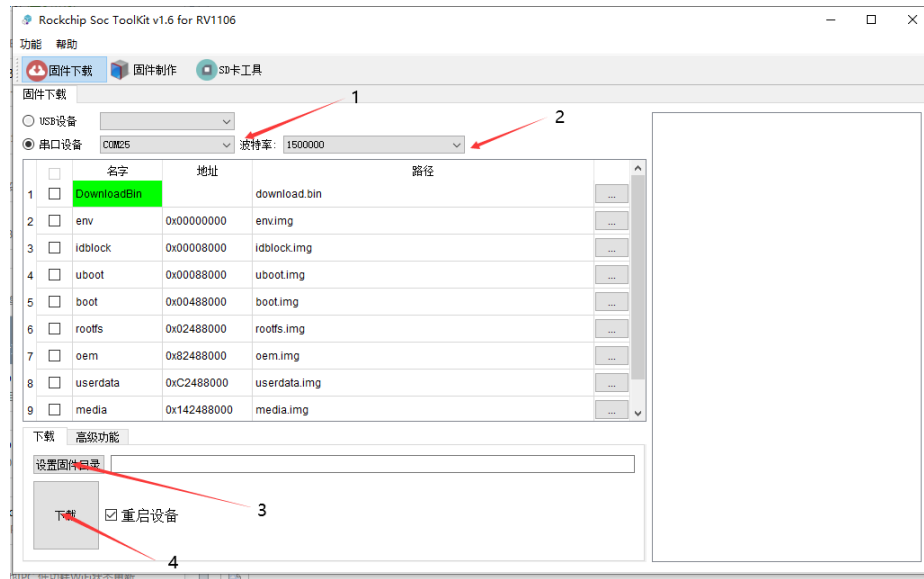 Rockchip Soc ToolKit v1.6 for RV1106
功能 帮助
固件下载 固件制作 SD卡工具
固件下载
1
2
USB设备
串口设备 COM25 波特率: 1500000
名字 地址 路径
1 DownloadBin download.bin ...
2 env 0x00000000 env.img ...
3 idblock 0x00008000 idblock.img ...
4 uboot 0x00088000 uboot.img ...
5 boot 0x00488000 boot.img ...
6 rootfs 0x02488000 rootfs.img ...
7 oem 0x82488000 oem.img ...
8 userdata 0xC2488000 userdata.img ...
9 media 0x142488000 media.img ...
下载 高级功能
设置固件目录
3
下载 重启设备
4